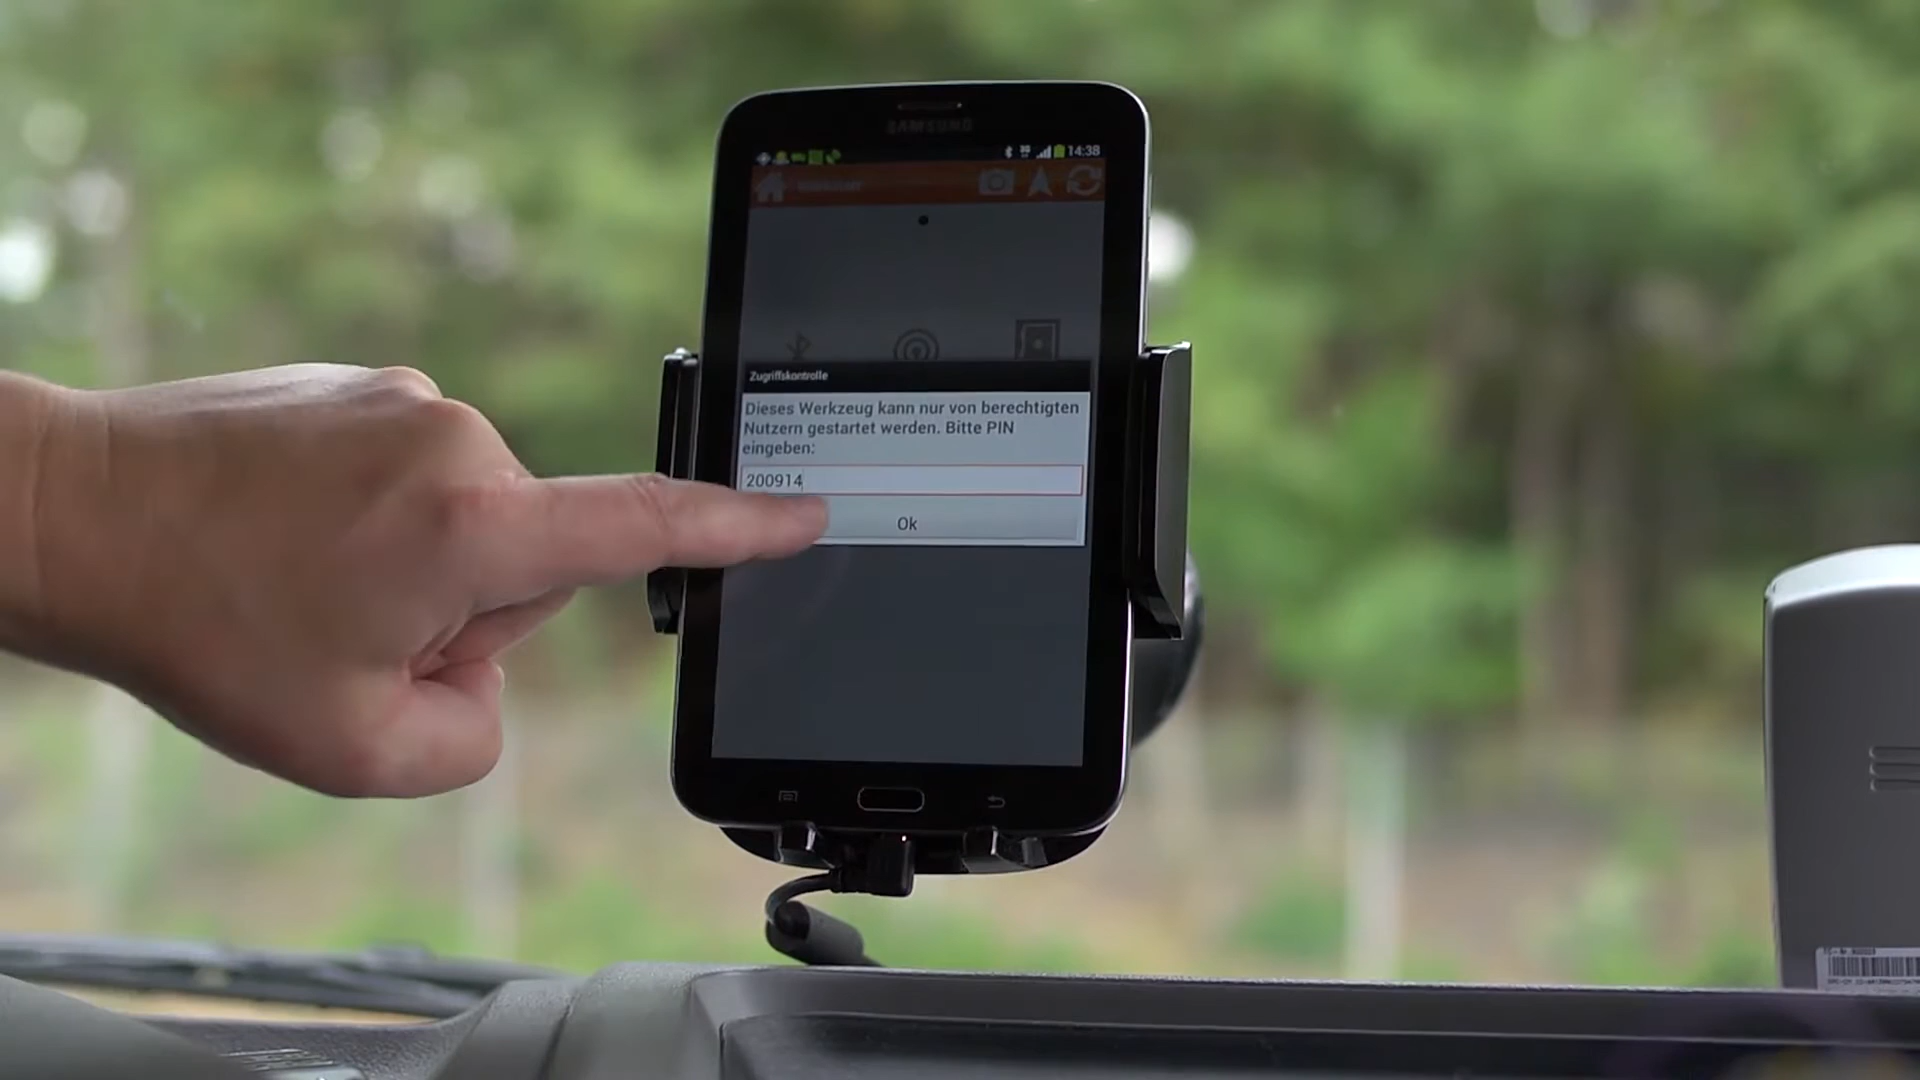 SAMSUNG
14:38
Zugriffskontrolle
Dieses Werkzeug kann nur von berechtigten
Nutzern gestartet werden. Bitte PIN
eingeben:
200914
Ok